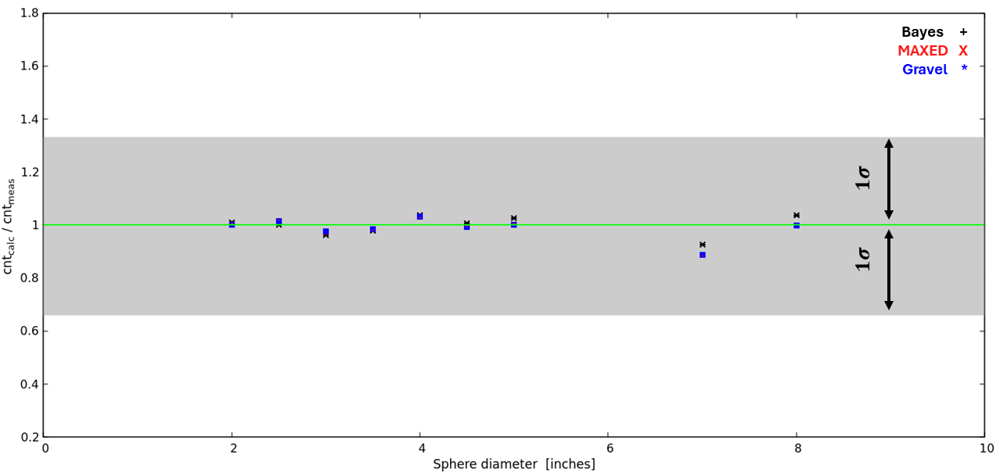 1.8
1.6
1.4
1.2
1
0.8
0.6
0.4
0.2
0 2 4 6 8 10
Sphere diameter [inches]
cnt_calc / cnt_meas
Bayes +
MAXED X
Gravel *
1σ
1σ